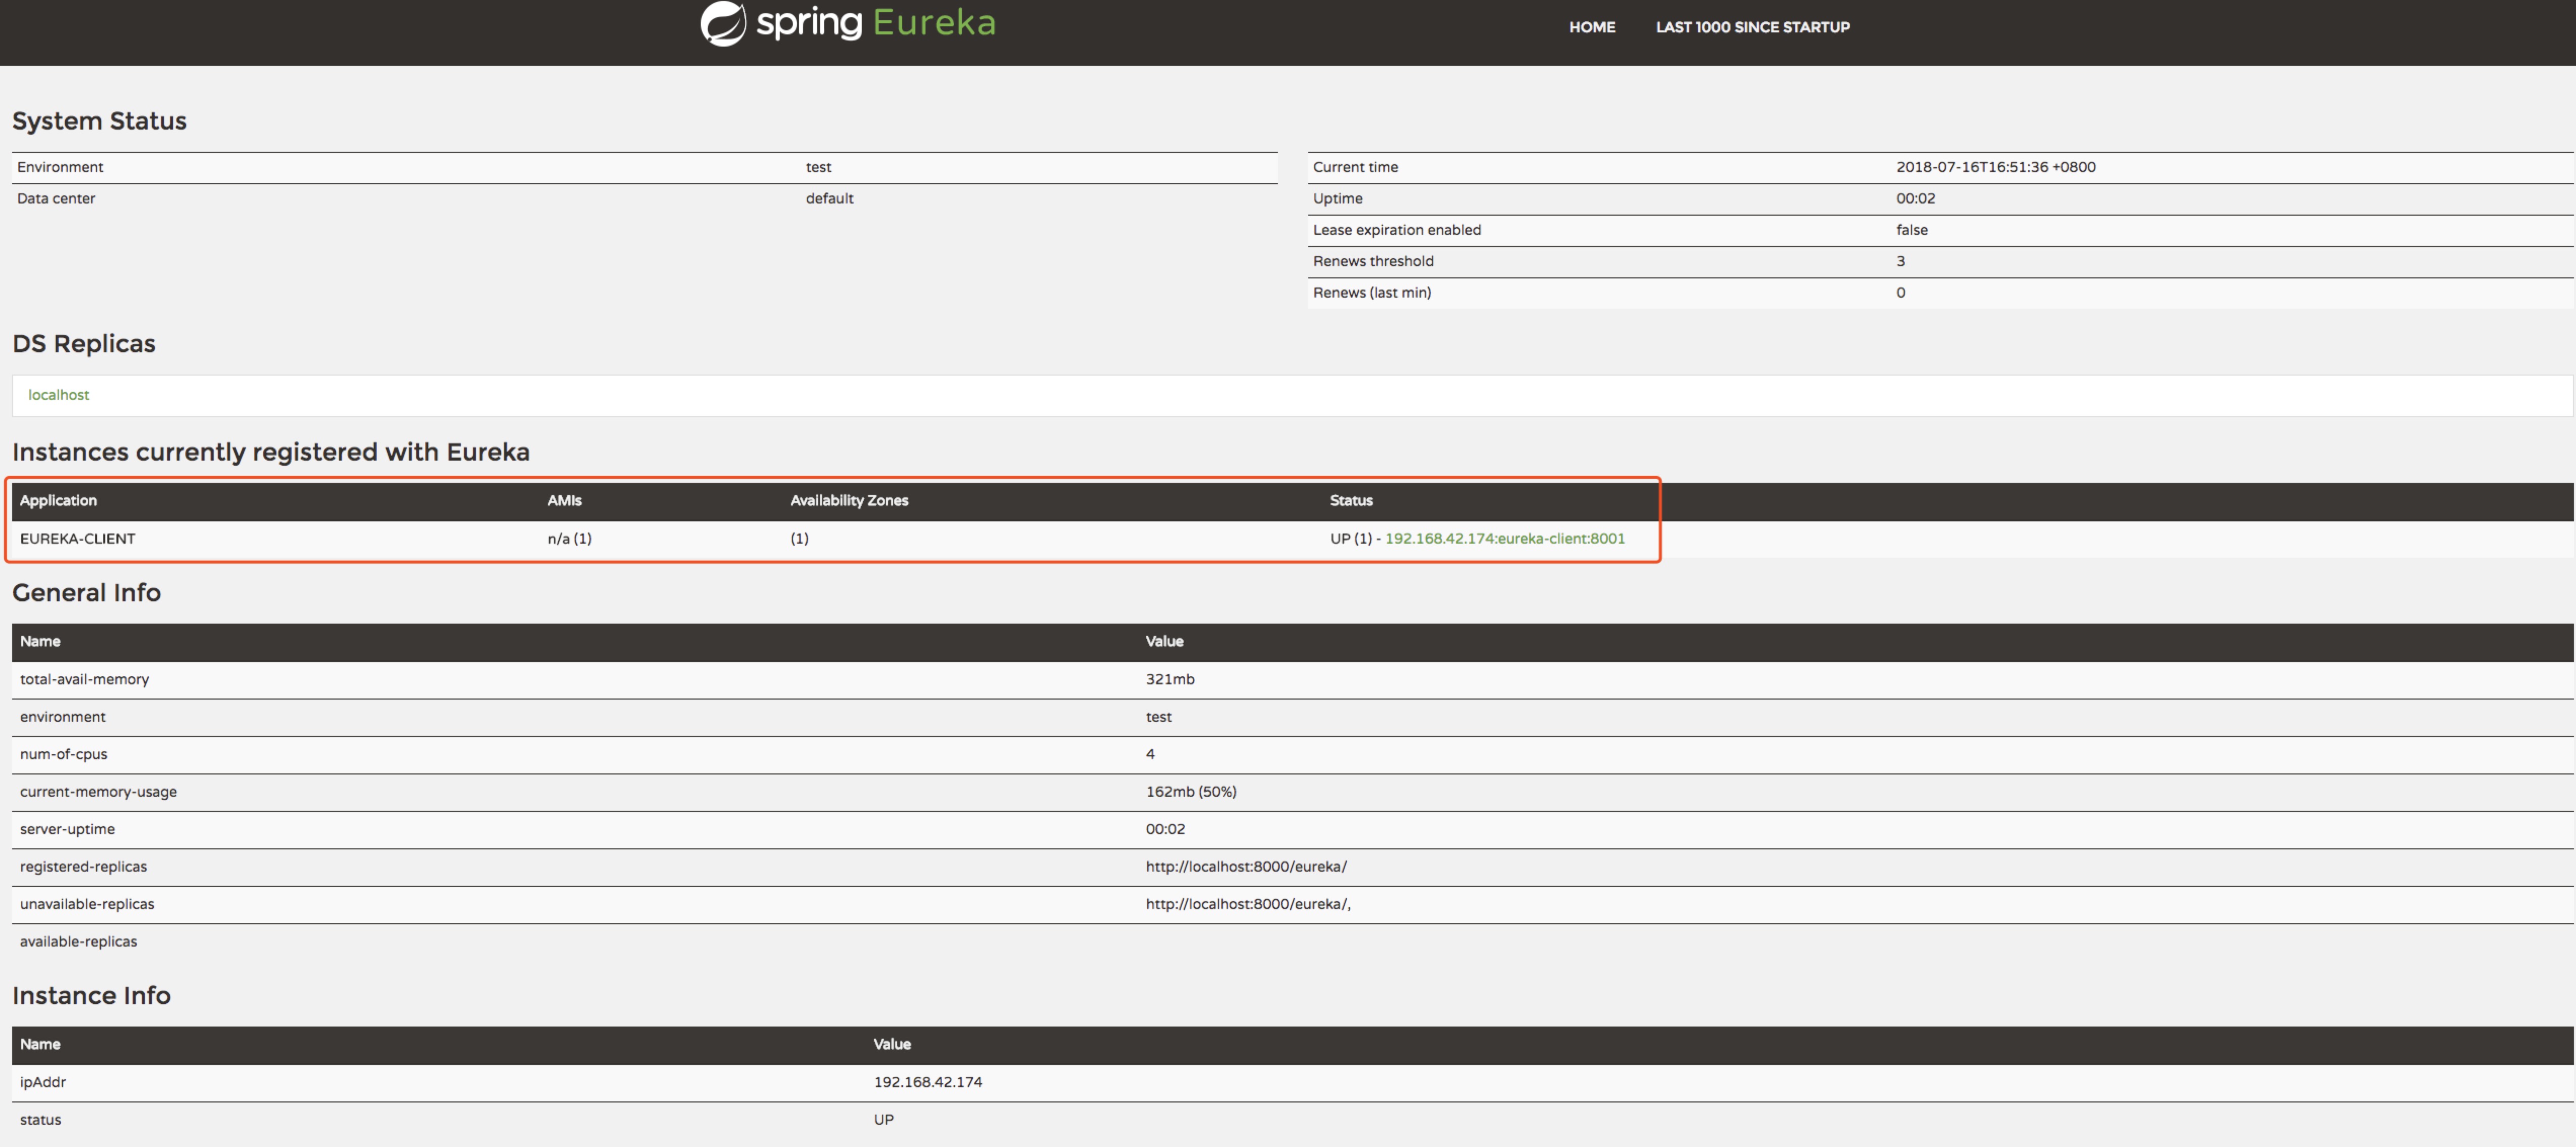 spring Eureka
HOME LAST 1000 SINCE STARTUP
System Status
Environment test
Data center default
Current time 2018-07-16T16:51:36 +0800
Uptime 00:02
Lease expiration enabled false
Renews threshold 3
Renews (last min) 0
DS Replicas
localhost
Instances currently registered with Eureka
Application AMIs Availability Zones Status
EUREKA-CLIENT n/a (1) (1) UP (1) - 192.168.42.174:eureka-client:8001
General Info
Name Value
total-avail-memory 321mb
environment test
num-of-cpus 4
current-memory-usage 162mb (50%)
server-uptime 00:02
registered-replicas http://localhost:8000/eureka/
unavailable-replicas http://localhost:8000/eureka/,
available-replicas
Instance Info
Name Value
ipAddr 192.168.42.174
status UP